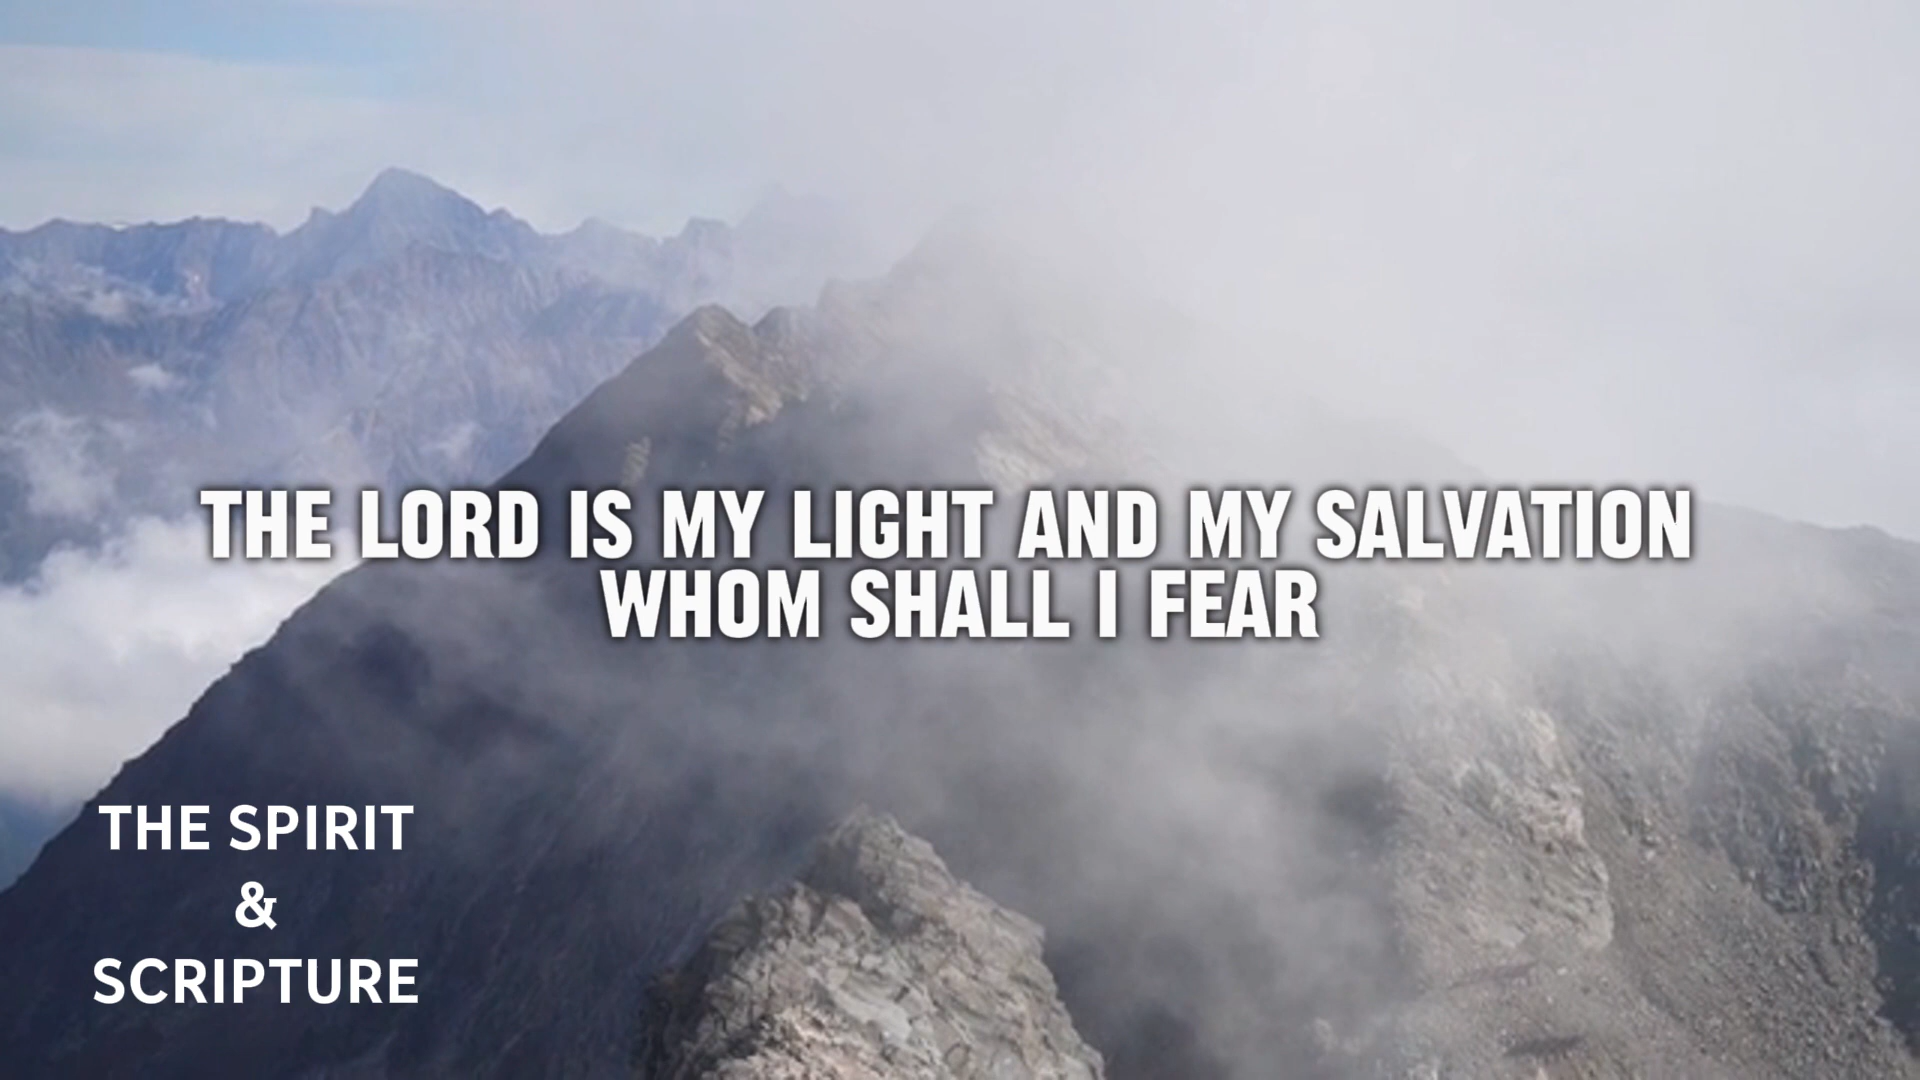 THE LORD IS MY LIGHT AND MY SALVATION
WHOM SHALL I FEAR
THE SPIRIT
&
SCRIPTURE